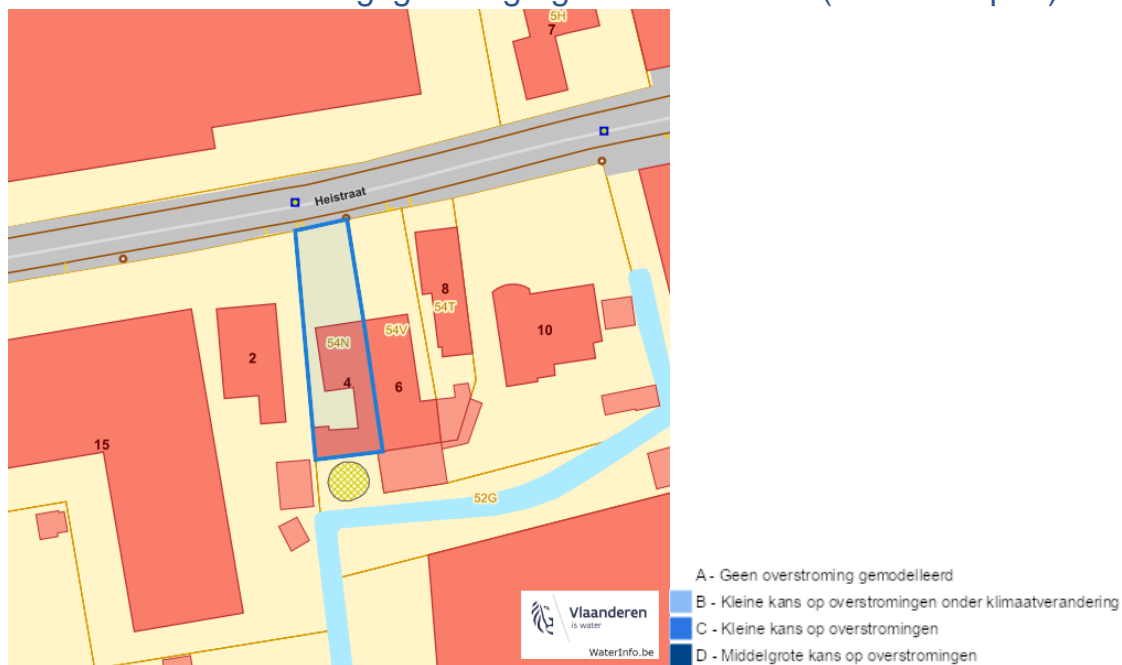 5H
7
Heistraat
8
54T
54V
10
54N
2
4
6
15
52G
Vlaanderen
is water
WaterInfo.be
A - Geen overstroming gemodelleerd
B - Kleine kans op overstromingen onder klimaatverandering
C - Kleine kans op overstromingen
D - Middelgrote kans op overstromingen